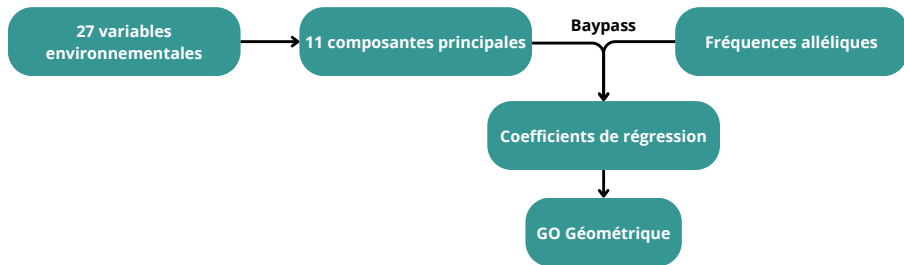 27 variables
environnementales
11 composantes principales
Baypass
Fréquences alléliques
Coefficients de régression
GO Géométrique